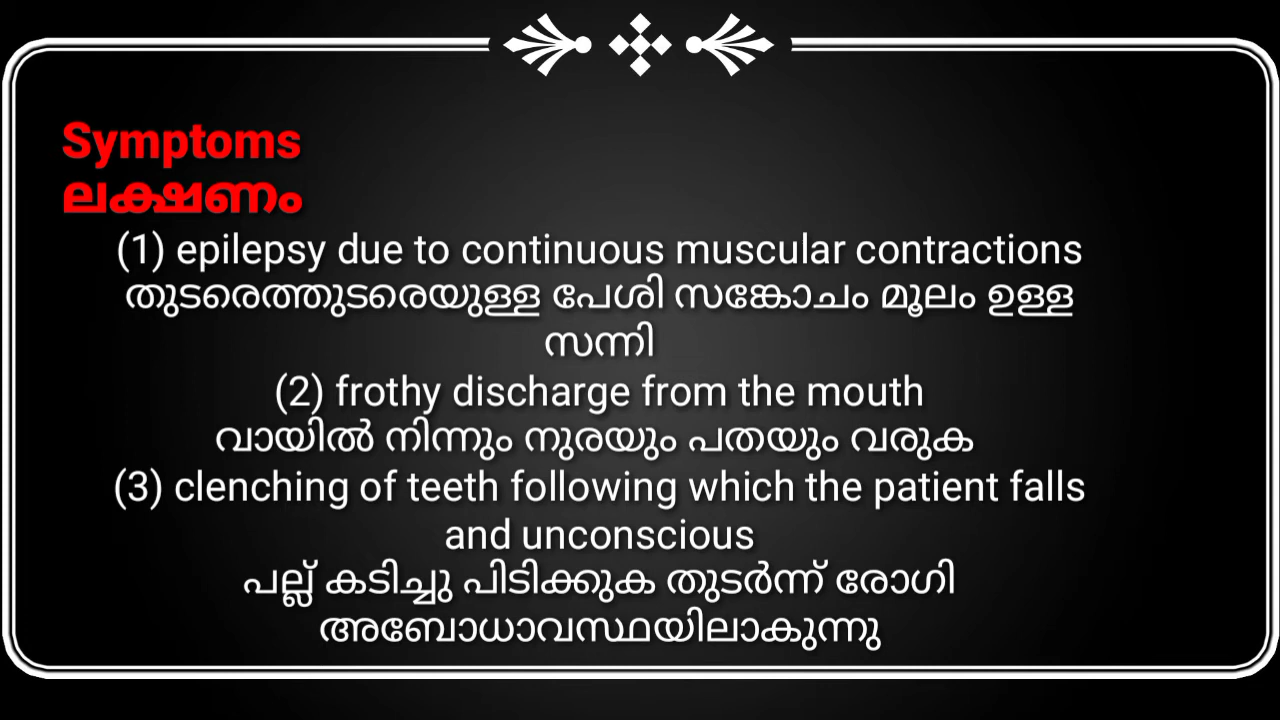 Symptoms
ലക്ഷണം
(1) epilepsy due to continuous muscular contractions
തുടരെത്തുടരെയുള്ള പേശി സങ്കോചം മൂലം ഉള്ള
സന്നി
(2) frothy discharge from the mouth
വായിൽ നിന്നും നുരയും പതയും വരുക
(3) clenching of teeth following which the patient falls
and unconscious
പല്ല് കടിച്ചു പിടിക്കുക തുടർന്ന് രോഗി
അബോധാവസ്ഥയിലാകുന്നു